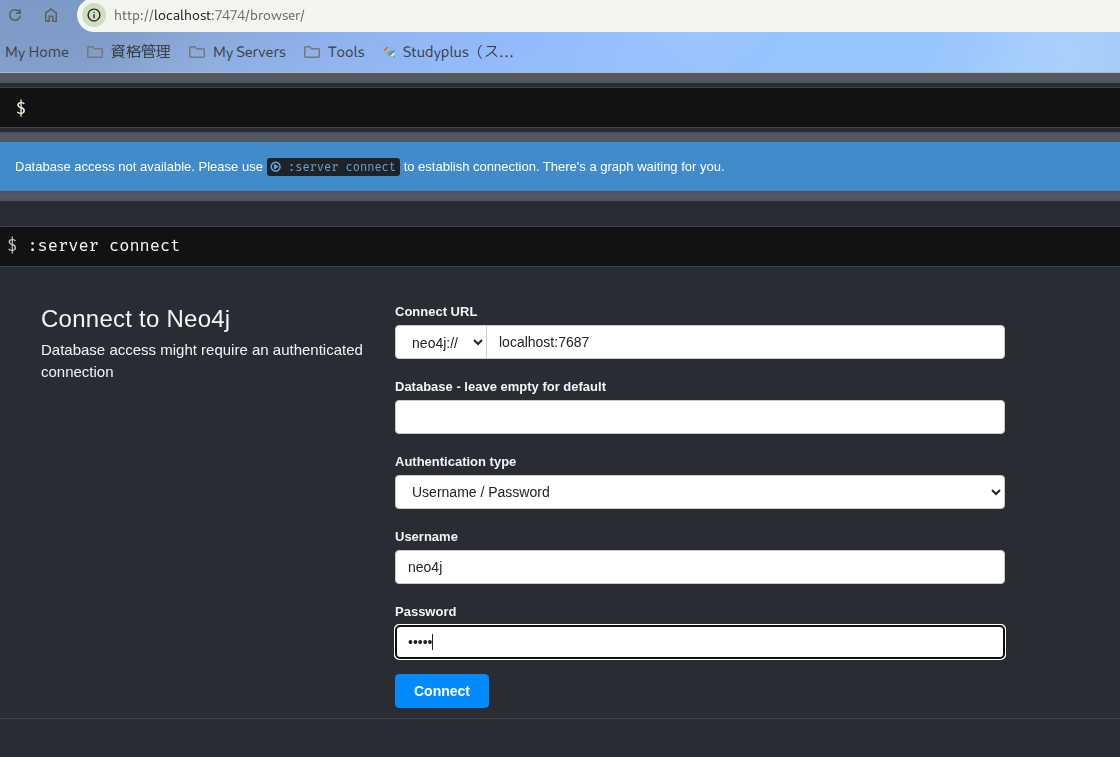 http://localhost:7474/browser/
My Home 資格管理 My Servers Tools Studyplus（ス…
$
Database access not available. Please use :server connect to establish connection. There's a graph waiting for you.
$ :server connect
Connect to Neo4j
Database access might require an authenticated
connection
Connect URL
neo4j:// localhost:7687
Database - leave empty for default
Authentication type
Username / Password
Username
neo4j
Password
•••••
Connect